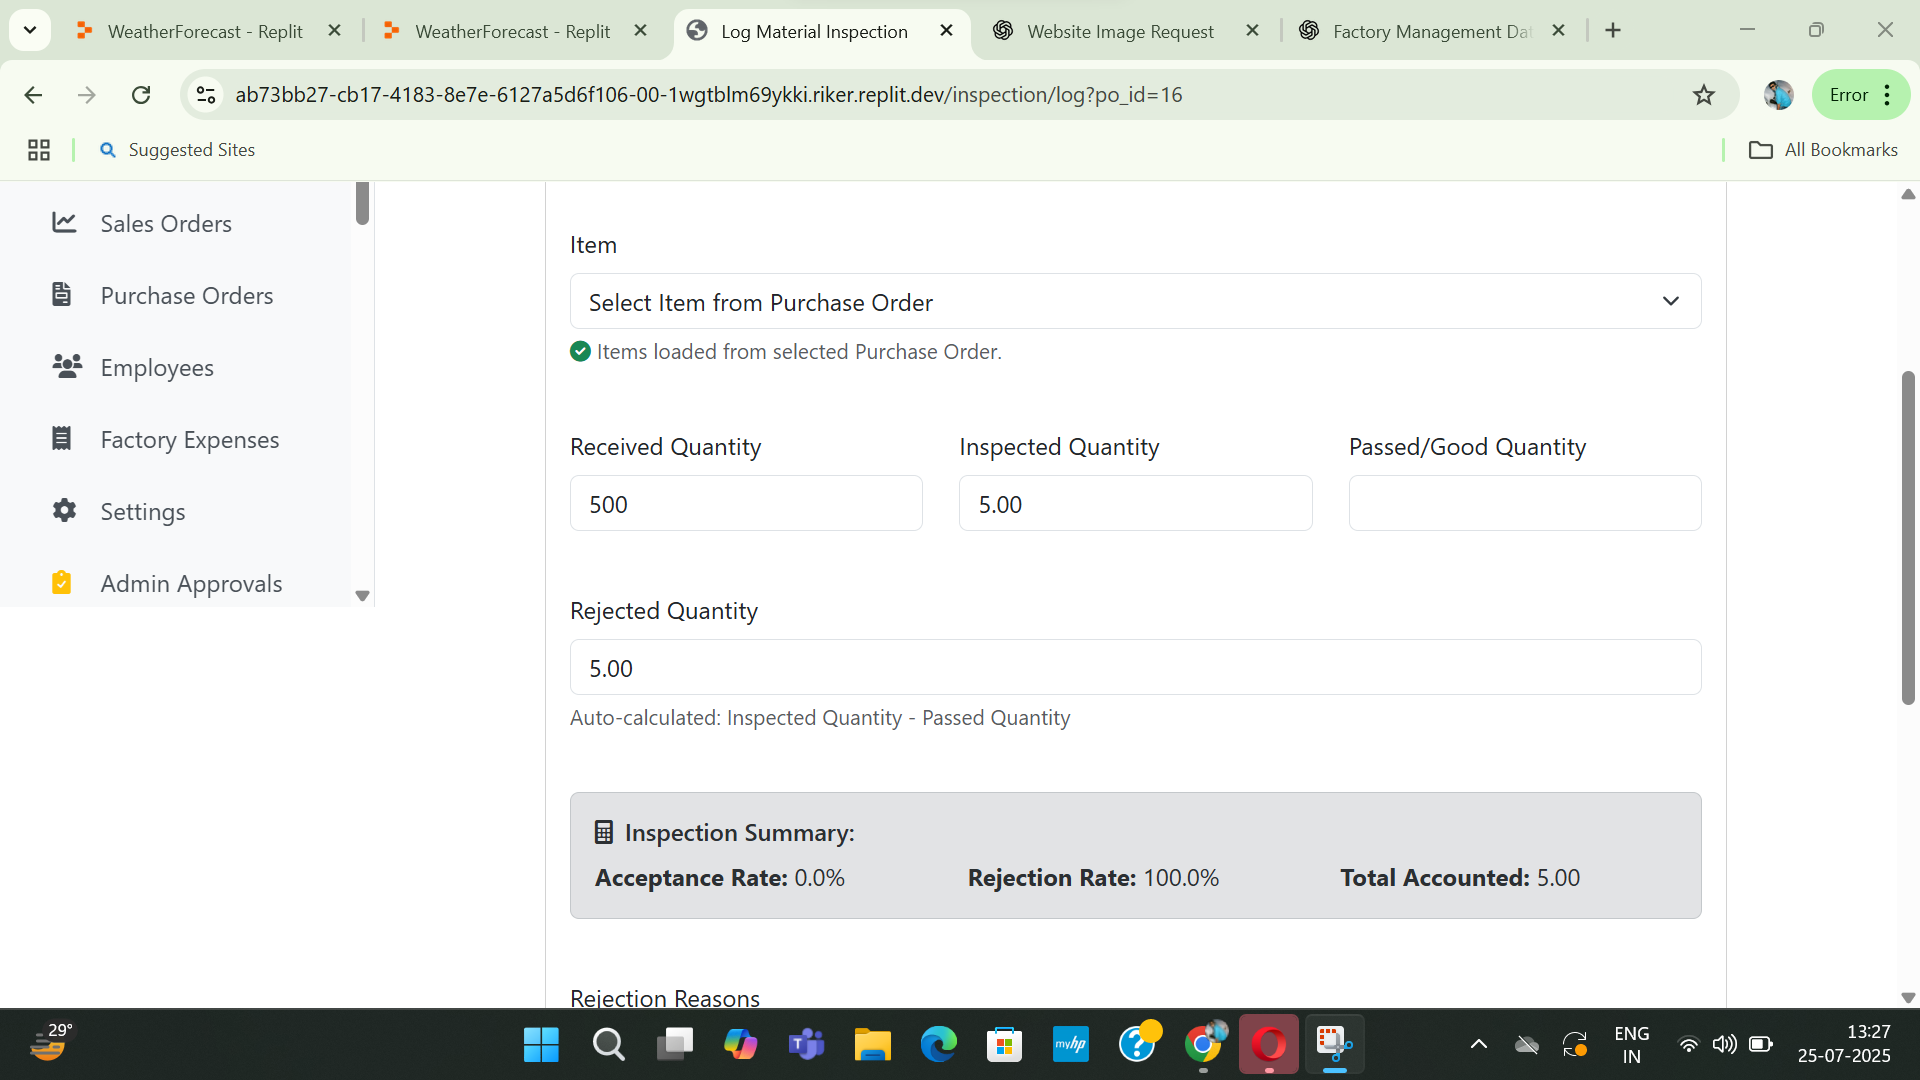 WeatherForecast - Replit
WeatherForecast - Replit
Log Material Inspection
Website Image Request
Factory Management Dat
ab73bb27-cb17-4183-8e7e-6127a5d6f106-00-1wgtblm69ykki.riker.replit.dev/inspection/log?po_id=16
Error
Suggested Sites
All Bookmarks
Sales Orders
Purchase Orders
Employees
Factory Expenses
Settings
Admin Approvals
Item
Select Item from Purchase Order
Items loaded from selected Purchase Order.
Received Quantity
Inspected Quantity
Passed/Good Quantity
500
5.00
Rejected Quantity
5.00
Auto-calculated: Inspected Quantity - Passed Quantity
Inspection Summary:
Acceptance Rate: 0.0%
Rejection Rate: 100.0%
Total Accounted: 5.00
Rejection Reasons
29°
myhp
ENG
IN
13:27
25-07-2025